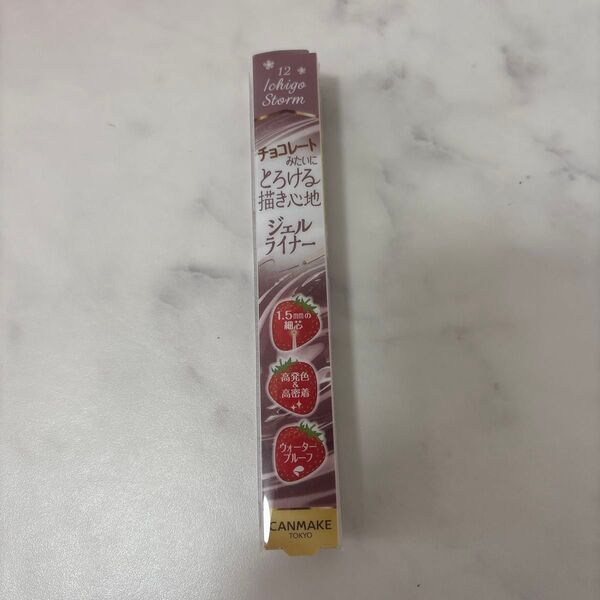 12
Ichigo
Storm
チョコレート
みたいに
とろける
描き心地
ジェル
ライナー
1.5mmの
細芯
高発色
&
高密着
ウォーター
プルーフ
CANMAKE
TOKYO